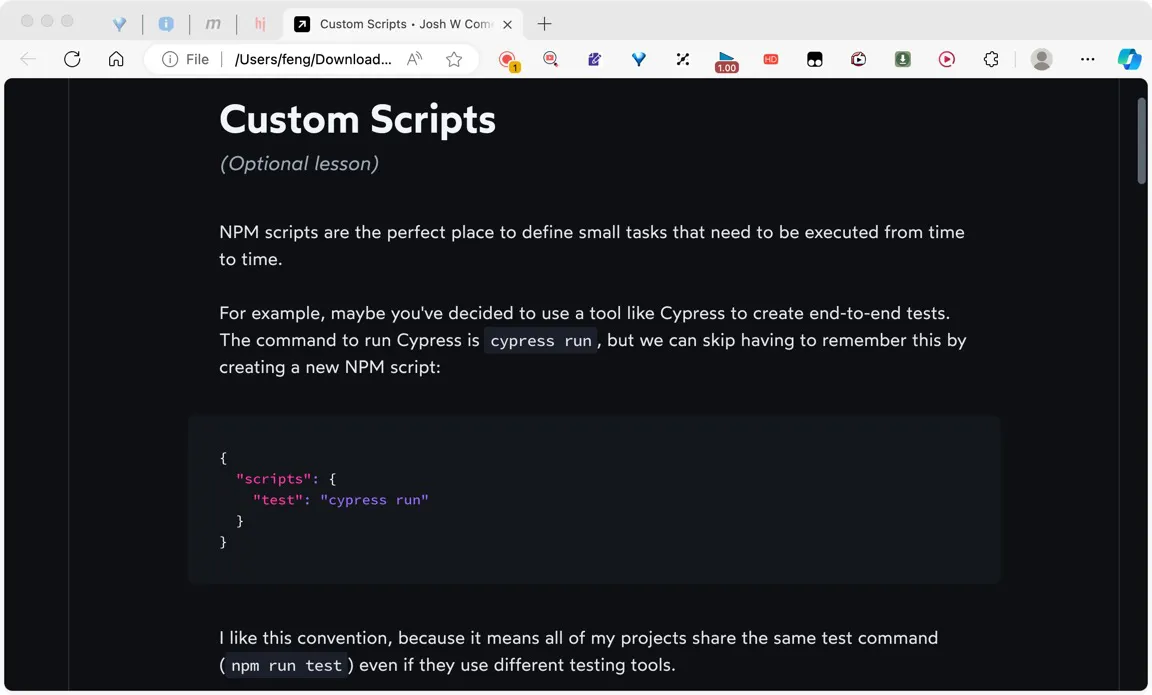 m
hj
Custom Scripts • Josh W Com
File
/Users/feng/Download...
A
1
1.00
HD
Custom Scripts
(Optional lesson)
NPM scripts are the perfect place to define small tasks that need to be executed from time
to time.
For example, maybe you've decided to use a tool like Cypress to create end-to-end tests.
The command to run Cypress is cypress run, but we can skip having to remember this by
creating a new NPM script:
{
"scripts": {
"test": "cypress run"
}
}
I like this convention, because it means all of my projects share the same test command
(npm run test) even if they use different testing tools.